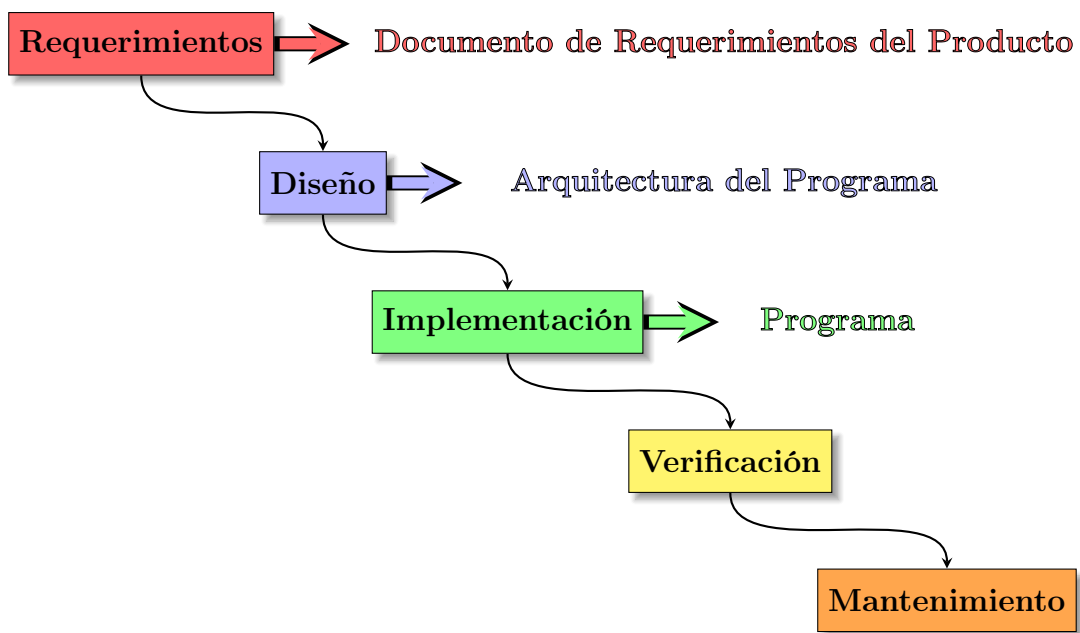 Requerimientos
Documento de Requerimientos del Producto
Diseño
Arquitectura del Programa
Implementación
Programa
Verificación
Mantenimiento